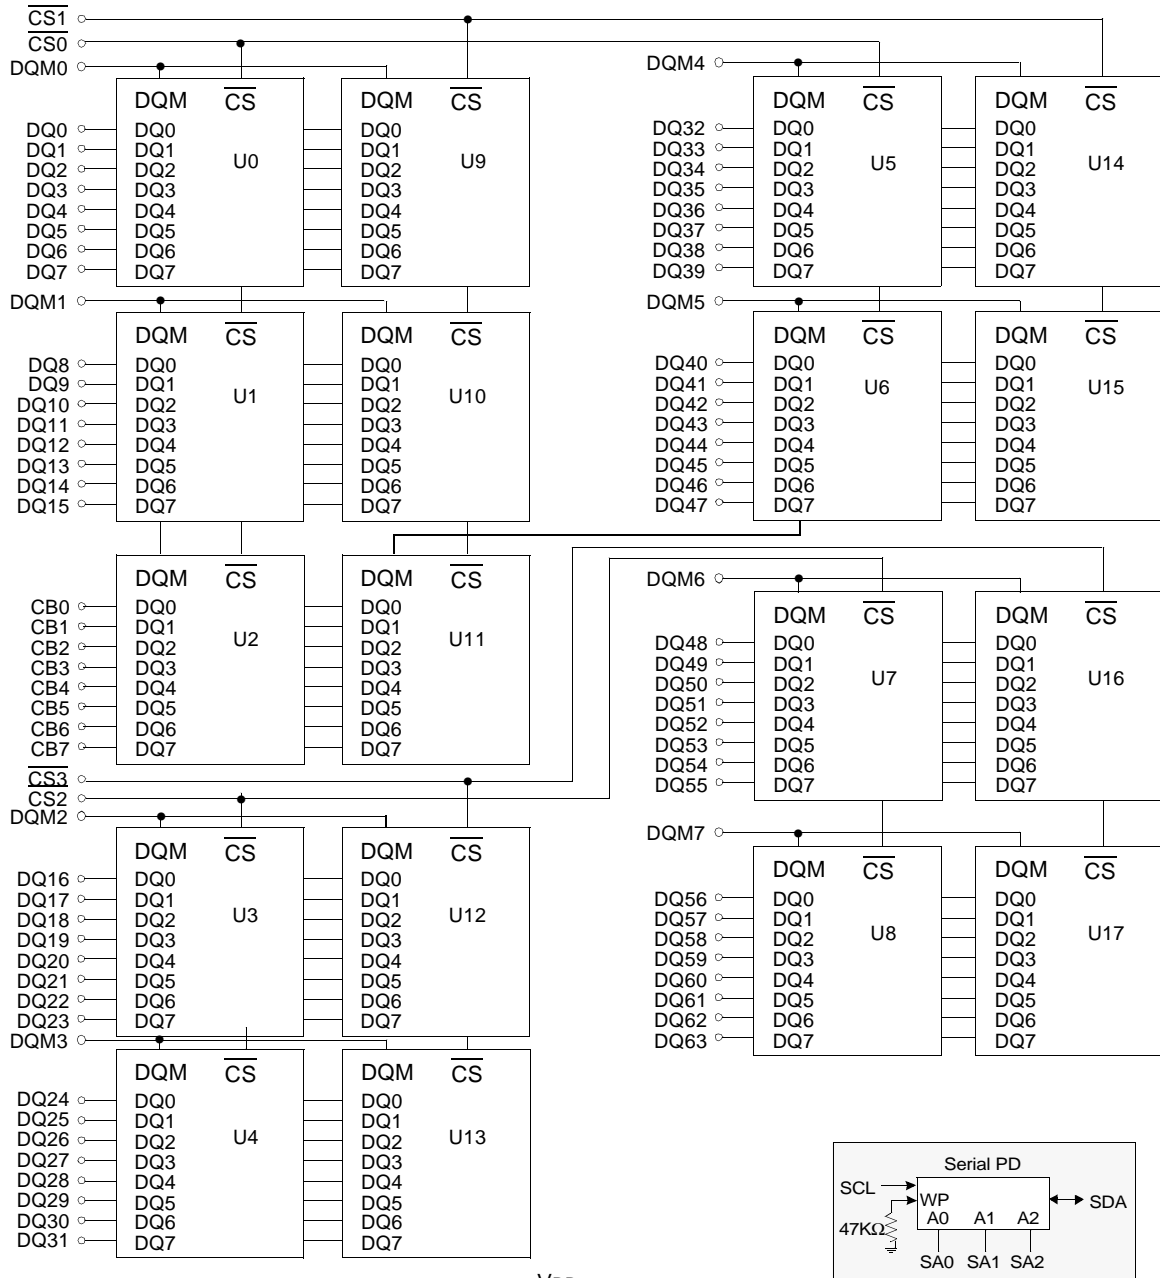 CS1
CS0
DQM0
DQM CS
DQ0 DQ0
DQ1 DQ1
DQ2 DQ2
DQ3 DQ3
DQ4 DQ4
DQ5 DQ5
DQ6 DQ6
DQ7 DQ7
U0
DQM CS
DQ0
DQ1
DQ2
DQ3
DQ4
DQ5
DQ6
DQ7
U9
DQM1
DQM CS
DQ8 DQ0
DQ9 DQ1
DQ10 DQ2
DQ11 DQ3
DQ12 DQ4
DQ13 DQ5
DQ14 DQ6
DQ15 DQ7
U1
DQM CS
DQ0
DQ1
DQ2
DQ3
DQ4
DQ5
DQ6
DQ7
U10
DQM CS
CB0 DQ0
CB1 DQ1
CB2 DQ2
CB3 DQ3
CB4 DQ4
CB5 DQ5
CB6 DQ6
CB7 DQ7
U2
DQM CS
DQ0
DQ1
DQ2
DQ3
DQ4
DQ5
DQ6
DQ7
U11
CS3
CS2
DQM2
DQM CS
DQ16 DQ0
DQ17 DQ1
DQ18 DQ2
DQ19 DQ3
DQ20 DQ4
DQ21 DQ5
DQ22 DQ6
DQ23 DQ7
U3
DQM CS
DQ0
DQ1
DQ2
DQ3
DQ4
DQ5
DQ6
DQ7
U12
DQM3
DQM CS
DQ24 DQ0
DQ25 DQ1
DQ26 DQ2
DQ27 DQ3
DQ28 DQ4
DQ29 DQ5
DQ30 DQ6
DQ31 DQ7
U4
DQM CS
DQ0
DQ1
DQ2
DQ3
DQ4
DQ5
DQ6
DQ7
U13
DQM4
DQM CS
DQ32 DQ0
DQ33 DQ1
DQ34 DQ2
DQ35 DQ3
DQ36 DQ4
DQ37 DQ5
DQ38 DQ6
DQ39 DQ7
U5
DQM CS
DQ0
DQ1
DQ2
DQ3
DQ4
DQ5
DQ6
DQ7
U14
DQM5
DQM CS
DQ40 DQ0
DQ41 DQ1
DQ42 DQ2
DQ43 DQ3
DQ44 DQ4
DQ45 DQ5
DQ46 DQ6
DQ47 DQ7
U6
DQM CS
DQ0
DQ1
DQ2
DQ3
DQ4
DQ5
DQ6
DQ7
U15
DQM6
DQM CS
DQ48 DQ0
DQ49 DQ1
DQ50 DQ2
DQ51 DQ3
DQ52 DQ4
DQ53 DQ5
DQ54 DQ6
DQ55 DQ7
U7
DQM CS
DQ0
DQ1
DQ2
DQ3
DQ4
DQ5
DQ6
DQ7
U16
DQM7
DQM CS
DQ56 DQ0
DQ57 DQ1
DQ58 DQ2
DQ59 DQ3
DQ60 DQ4
DQ61 DQ5
DQ62 DQ6
DQ63 DQ7
U8
DQM CS
DQ0
DQ1
DQ2
DQ3
DQ4
DQ5
DQ6
DQ7
U17
Serial PD
SCL
WP
SDA
47KΩ
A0 A1 A2
SA0 SA1 SA2